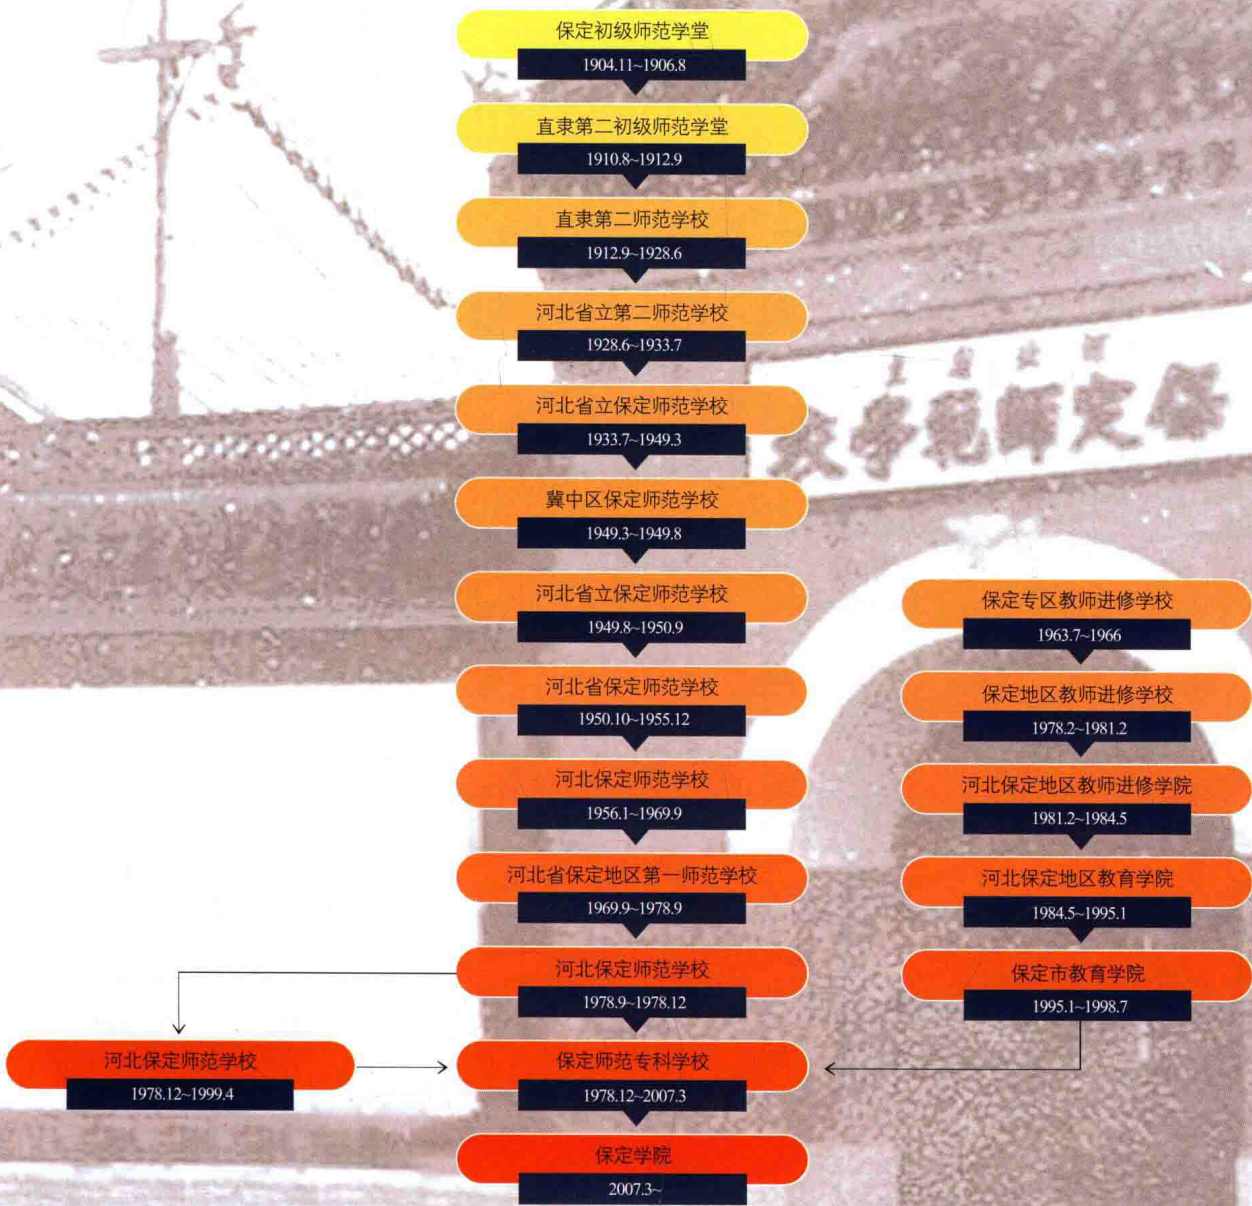 保定初级师范学堂
1904.11~1906.8
直隶第二初级师范学堂
1910.8~1912.9
直隶第二师范学校
1912.9~1928.6
河北省立第二师范学校
1928.6~1933.7
河北省立保定师范学校
1933.7~1949.3
冀中区保定师范学校
1949.3~1949.8
河北省立保定师范学校
1949.8~1950.9
河北省保定师范学校
1950.10~1955.12
河北保定师范学校
1956.1~1969.9
河北省保定地区第一师范学校
1969.9~1978.9
河北保定师范学校
1978.9~1978.12
河北保定师范学校
1978.12~1999.4
保定师范专科学校
1978.12~2007.3
保定学院
2007.3~
保定专区教师进修学校
1963.7~1966
保定地区教师进修学校
1978.2~1981.2
河北保定地区教师进修学院
1981.2~1984.5
河北保定地区教育学院
1984.5~1995.1
保定市教育学院
1995.1~1998.7
河北省立
保定師範學校